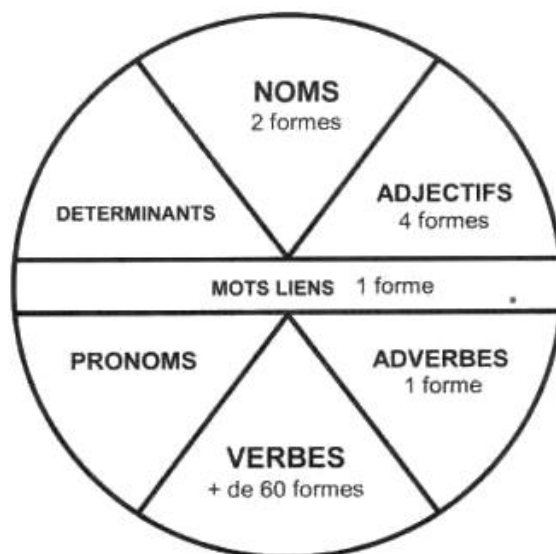 NOMS
2 formes
DETERMINANTS
ADJECTIFS
4 formes
MOTS LIENS 1 forme
PRONOMS
ADVERBES
1 forme
VERBES
+ de 60 formes